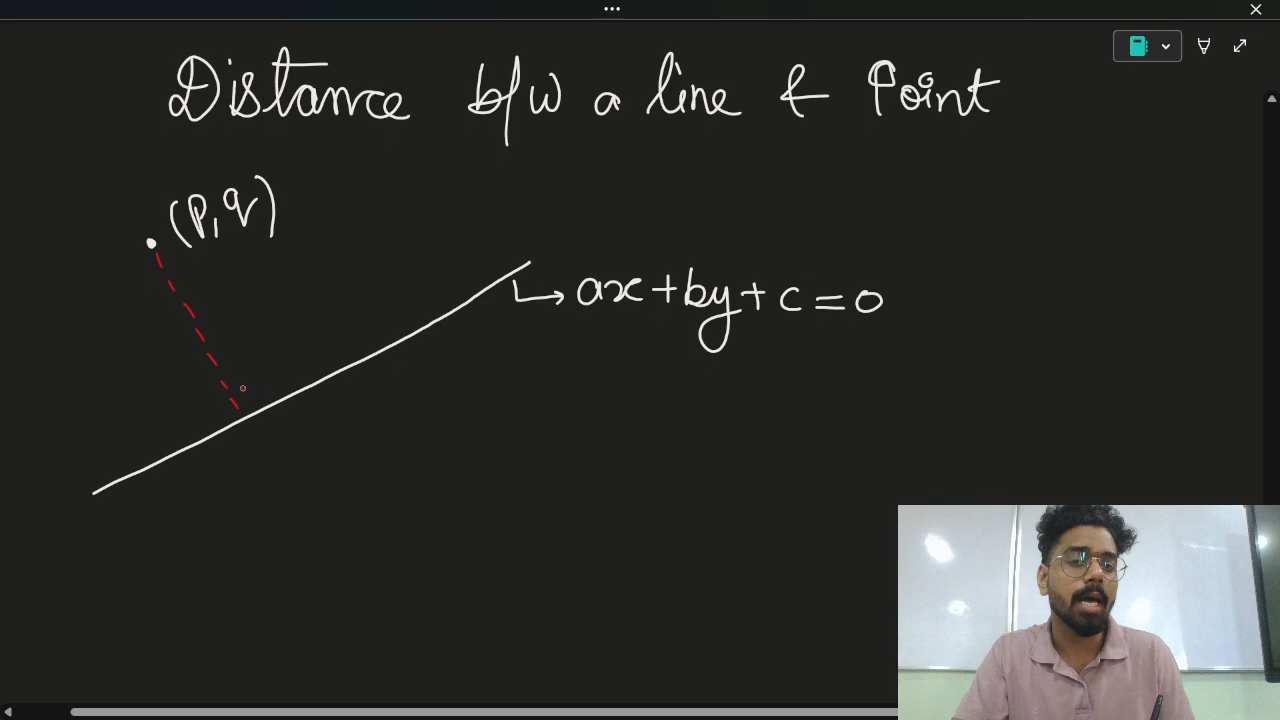 Distance b/w a line & Point
(P,q)
ax+by+c=0